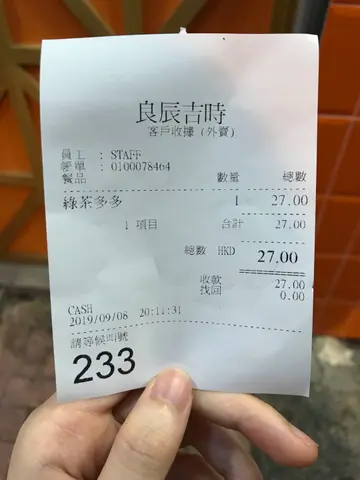 良辰吉時
客戶收據 (外賣)
員工 : STAFF
帳單 : 0100078464
餐品 數量 總數
綠茶多多 1 27.00
1 項目 合計 27.00
總數 HKD 27.00
收款 27.00
找回 0.00
CASH
2019/09/08 20:11:31
請等候叫號
233